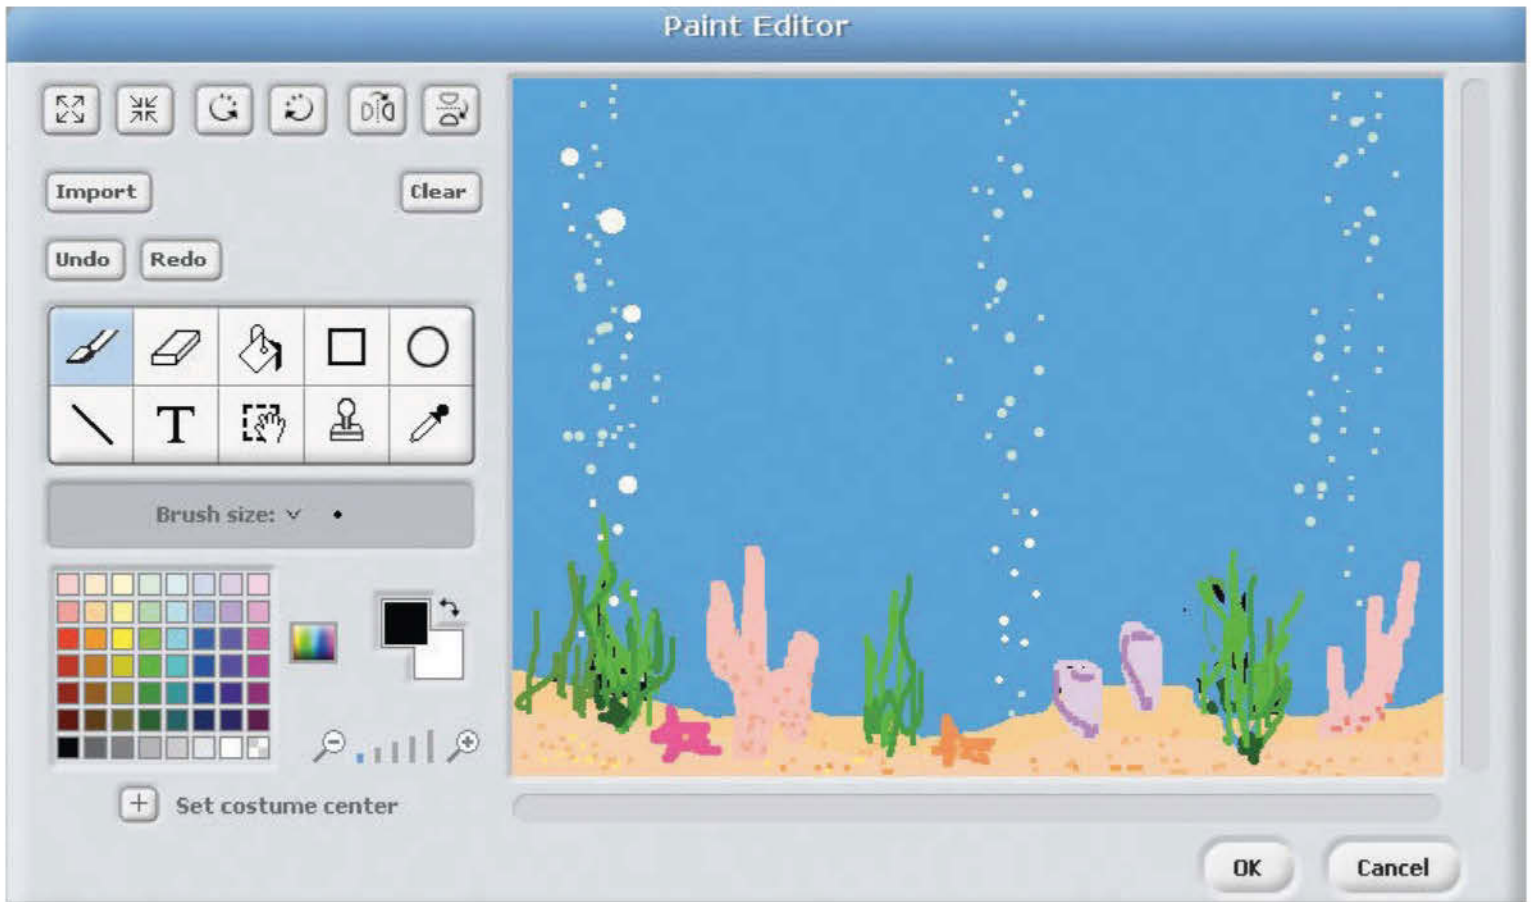 Paint Editor
Import
Clear
Undo
Redo
T
Brush size:
Set costume center
OK
Cancel